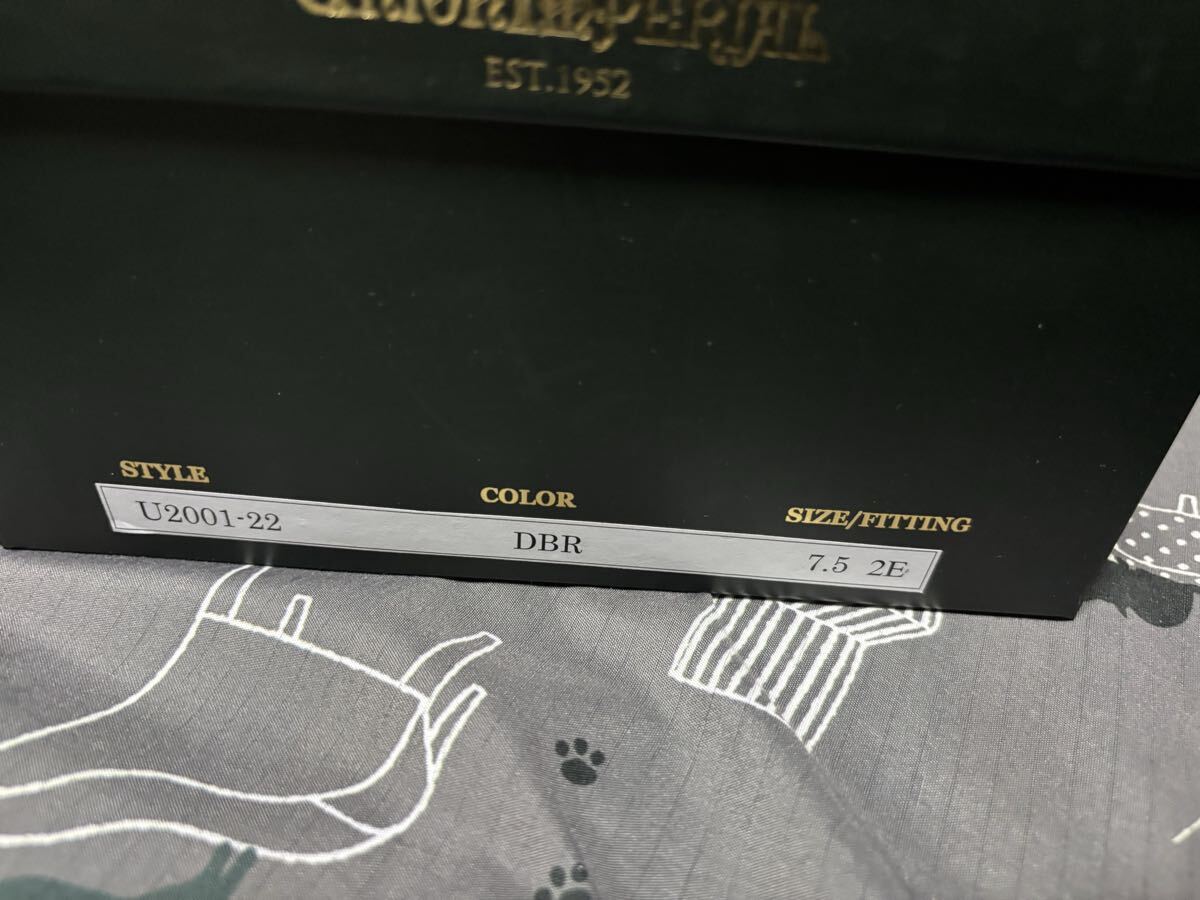 EST.1952
STYLE COLOR SIZE/FITTING
U2001-22 DBR 7.5 2E